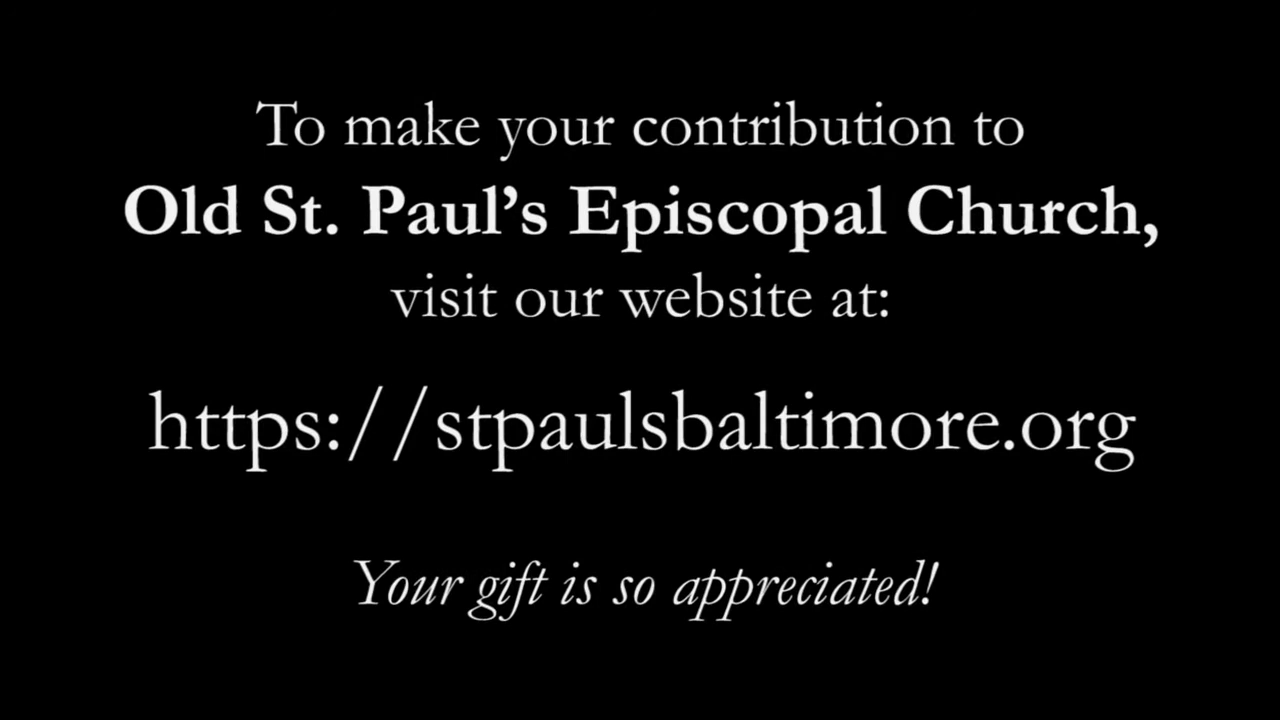 To make your contribution to
Old St. Paul’s Episcopal Church,
visit our website at:
https://stpaulsbaltimore.org
Your gift is so appreciated!